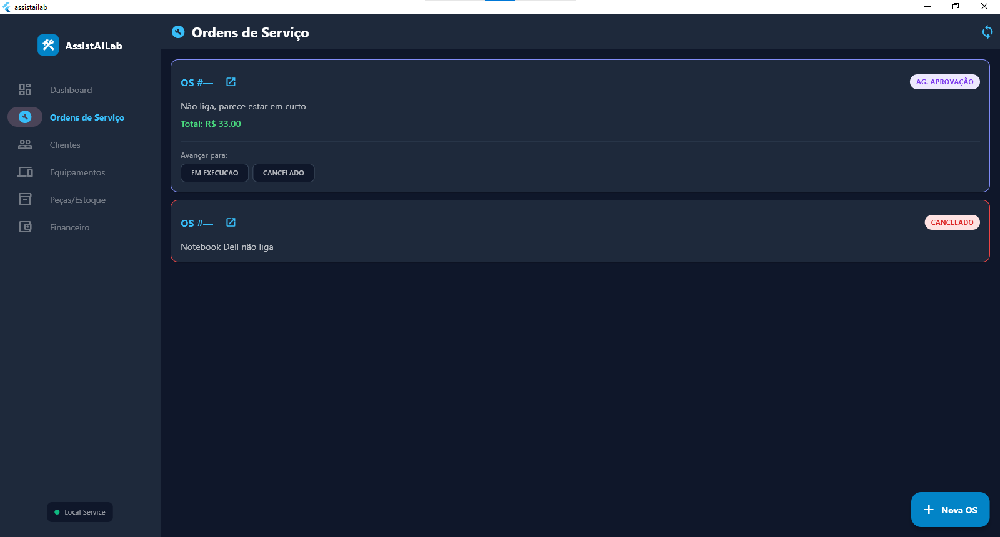 assistailab
AssistAILab
Ordens de Serviço
Dashboard
Ordens de Serviço
Clientes
Equipamentos
Peças/Estoque
Financeiro
Local Service
OS #—
AG. APROVAÇÃO
Não liga, parece estar em curto
Total: R$ 33.00
Avançar para:
EM EXECUCAO
CANCELADO
OS #—
CANCELADO
Notebook Dell não liga
Nova OS